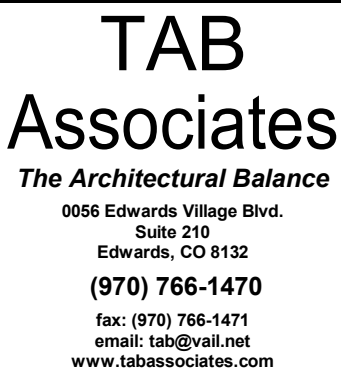 TAB
Associates
The Architectural Balance
0056 Edwards Village Blvd.
Suite 210
Edwards, CO 8132
(970) 766-1470
fax: (970) 766-1471
email: tab@vail.net
www.tabassociates.com